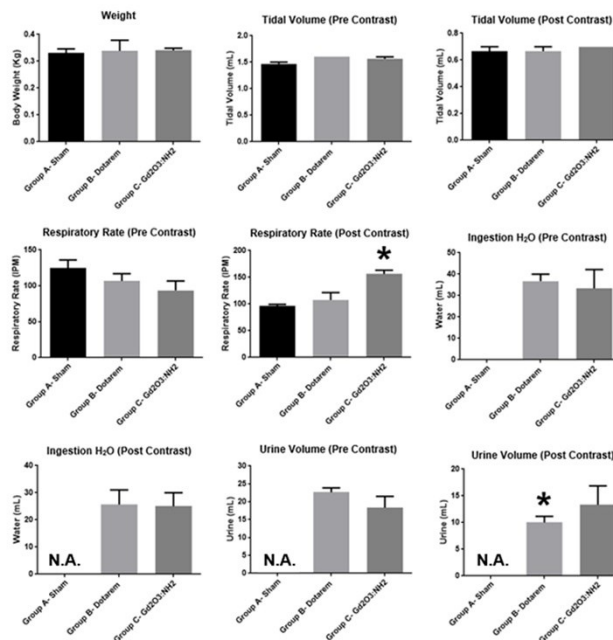 Weight
Body Weight (Kg)
0.4
0.3
0.2
0.1
0.0
Group A- Sham
Group B- Dotarem
Group C- Gd2O3:NH2
Tidal Volume (Pre Contrast)
Tidal Volume (mL)
2.0
1.5
1.0
0.5
0.0
Group A- Sham
Group B- Dotarem
Group C- Gd2O3:NH2
Tidal Volume (Post Contrast)
Tidal Volume (mL)
0.8
0.6
0.4
0.2
0.0
Group A- Sham
Group B- Dotarem
Group C- Gd2O3:NH2
Respiratory Rate (Pre Contrast)
Respiratory Rate (IPM)
150
100
50
0
Group A- Sham
Group B- Dotarem
Group C- Gd2O3:NH2
Respiratory Rate (Post Contrast)
Respiratory Rate (IPM)
200
150
100
50
0
*
Group A- Sham
Group B- Dotarem
Group C- Gd2O3:NH2
Ingestion H₂O (Pre Contrast)
Water (mL)
50
40
30
20
10
0
Group A- Sham
Group B- Dotarem
Group C- Gd2O3:NH2
Ingestion H₂O (Post Contrast)
Water (mL)
40
30
20
10
0
N.A.
Group A- Sham
Group B- Dotarem
Group C- Gd2O3:NH2
Urine Volume (Pre Contrast)
Urine (mL)
30
25
20
15
10
5
0
N.A.
Group A- Sham
Group B- Dotarem
Group C- Gd2O3:NH2
Urine Volume (Post Contrast)
Urine (mL)
20
15
10
5
0
N.A.
*
Group A- Sham
Group B- Dotarem
Group C- Gd2O3:NH2